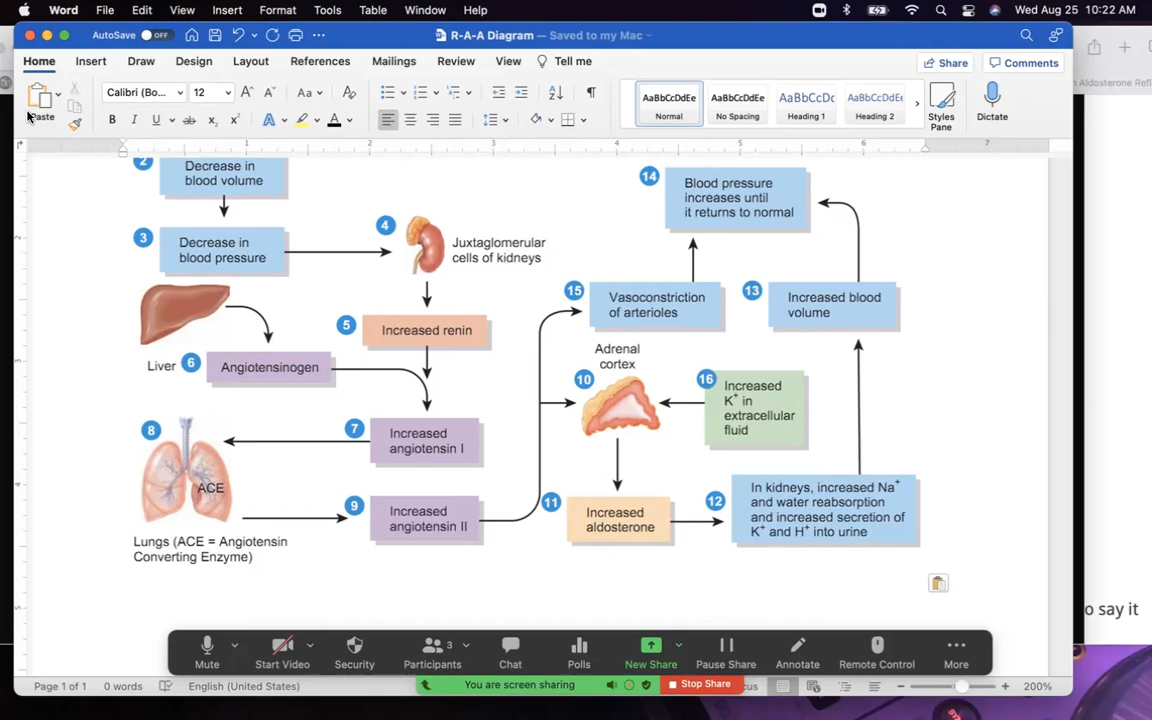 Word File Edit View Insert Format Tools Table Window Help Wed Aug 25 10:22 AM
AutoSave OFF R-A-A Diagram — Saved to my Mac
Home Insert Draw Design Layout References Mailings Review View Tell me Share Comments
Paste Calibri (Bo... 12 Aa
AaBbCcDdEe AaBbCcDdEe AaBbCcDc AaBbCcDdEe
Normal No Spacing Heading 1 Heading 2 Styles Pane Dictate
1 2 3 4 5 6 7
2 Decrease in
blood volume
3 Decrease in
blood pressure
4 Juxtaglomerular
cells of kidneys
5 Increased renin
Liver 6 Angiotensinogen
7 Increased
angiotensin I
8 ACE
Lungs (ACE = Angiotensin
Converting Enzyme)
9 Increased
angiotensin II
14 Blood pressure
increases until
it returns to normal
15 Vasoconstriction
of arterioles
13 Increased blood
volume
Adrenal
cortex
10
16 Increased
K+ in
extracellular
fluid
11 Increased
aldosterone
12 In kidneys, increased Na+
and water reabsorption
and increased secretion of
K+ and H+ into urine
o say it
Mute Start Video Security Participants 3 Chat Polls New Share Pause Share Annotate Remote Control More
You are screen sharing Stop Share
Page 1 of 1 0 words English (United States) 200%